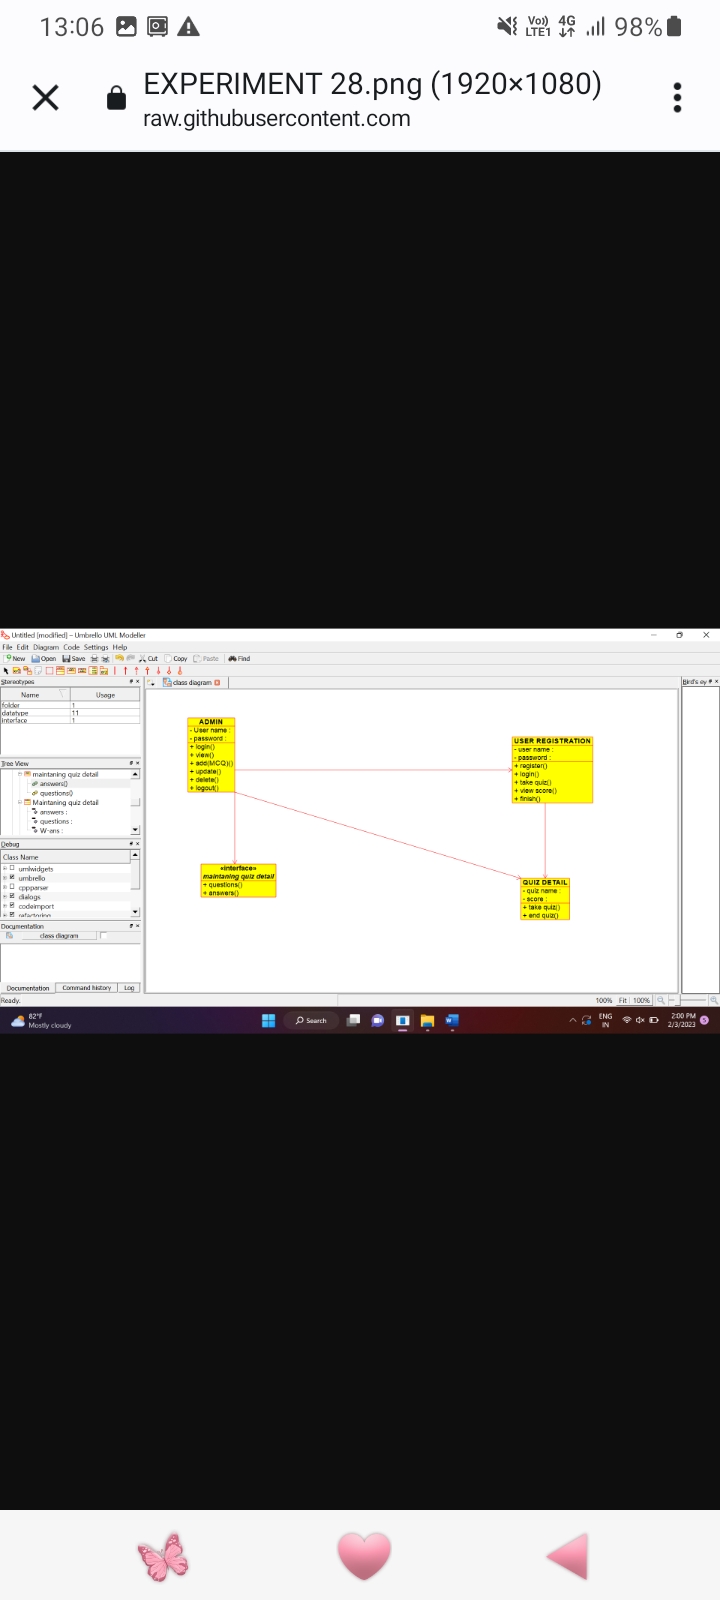 13:06
Vo)) LTE1 4G 98%
EXPERIMENT 28.png (1920×1080)
raw.githubusercontent.com
Untitled [modified] – Umbrello UML Modeller
File Edit Diagram Code Settings Help
New Open Save Cut Copy Paste Find
Stereotypes
class diagram
Bird's ey
Name Usage
folder 1
datatype 11
interface 1
Tree View
maintaning quiz detail
answers()
questions()
Maintaning quiz detail
answers :
questions :
W-ans :
Debug
Class Name
umlwidgets
umbrello
cppparser
dialogs
codeimport
refactoring
Documentation
class diagram
Documentation Command history Log
Ready.
100% Fit 100%
ADMIN
- User name :
- password :
+ login()
+ view()
+ add(MCQ)()
+ update()
+ delete()
+ logout()
USER REGISTRATION
- user name :
- password :
+ register()
+ login()
+ take quiz()
+ view score()
+ finish()
«interface»
maintaning quiz detail
+ questions()
+ answers()
QUIZ DETAIL
- quiz name :
- score :
+ take quiz()
+ end quiz()
82°F
Mostly cloudy
Search
ENG
IN
2:00 PM
2/3/2023